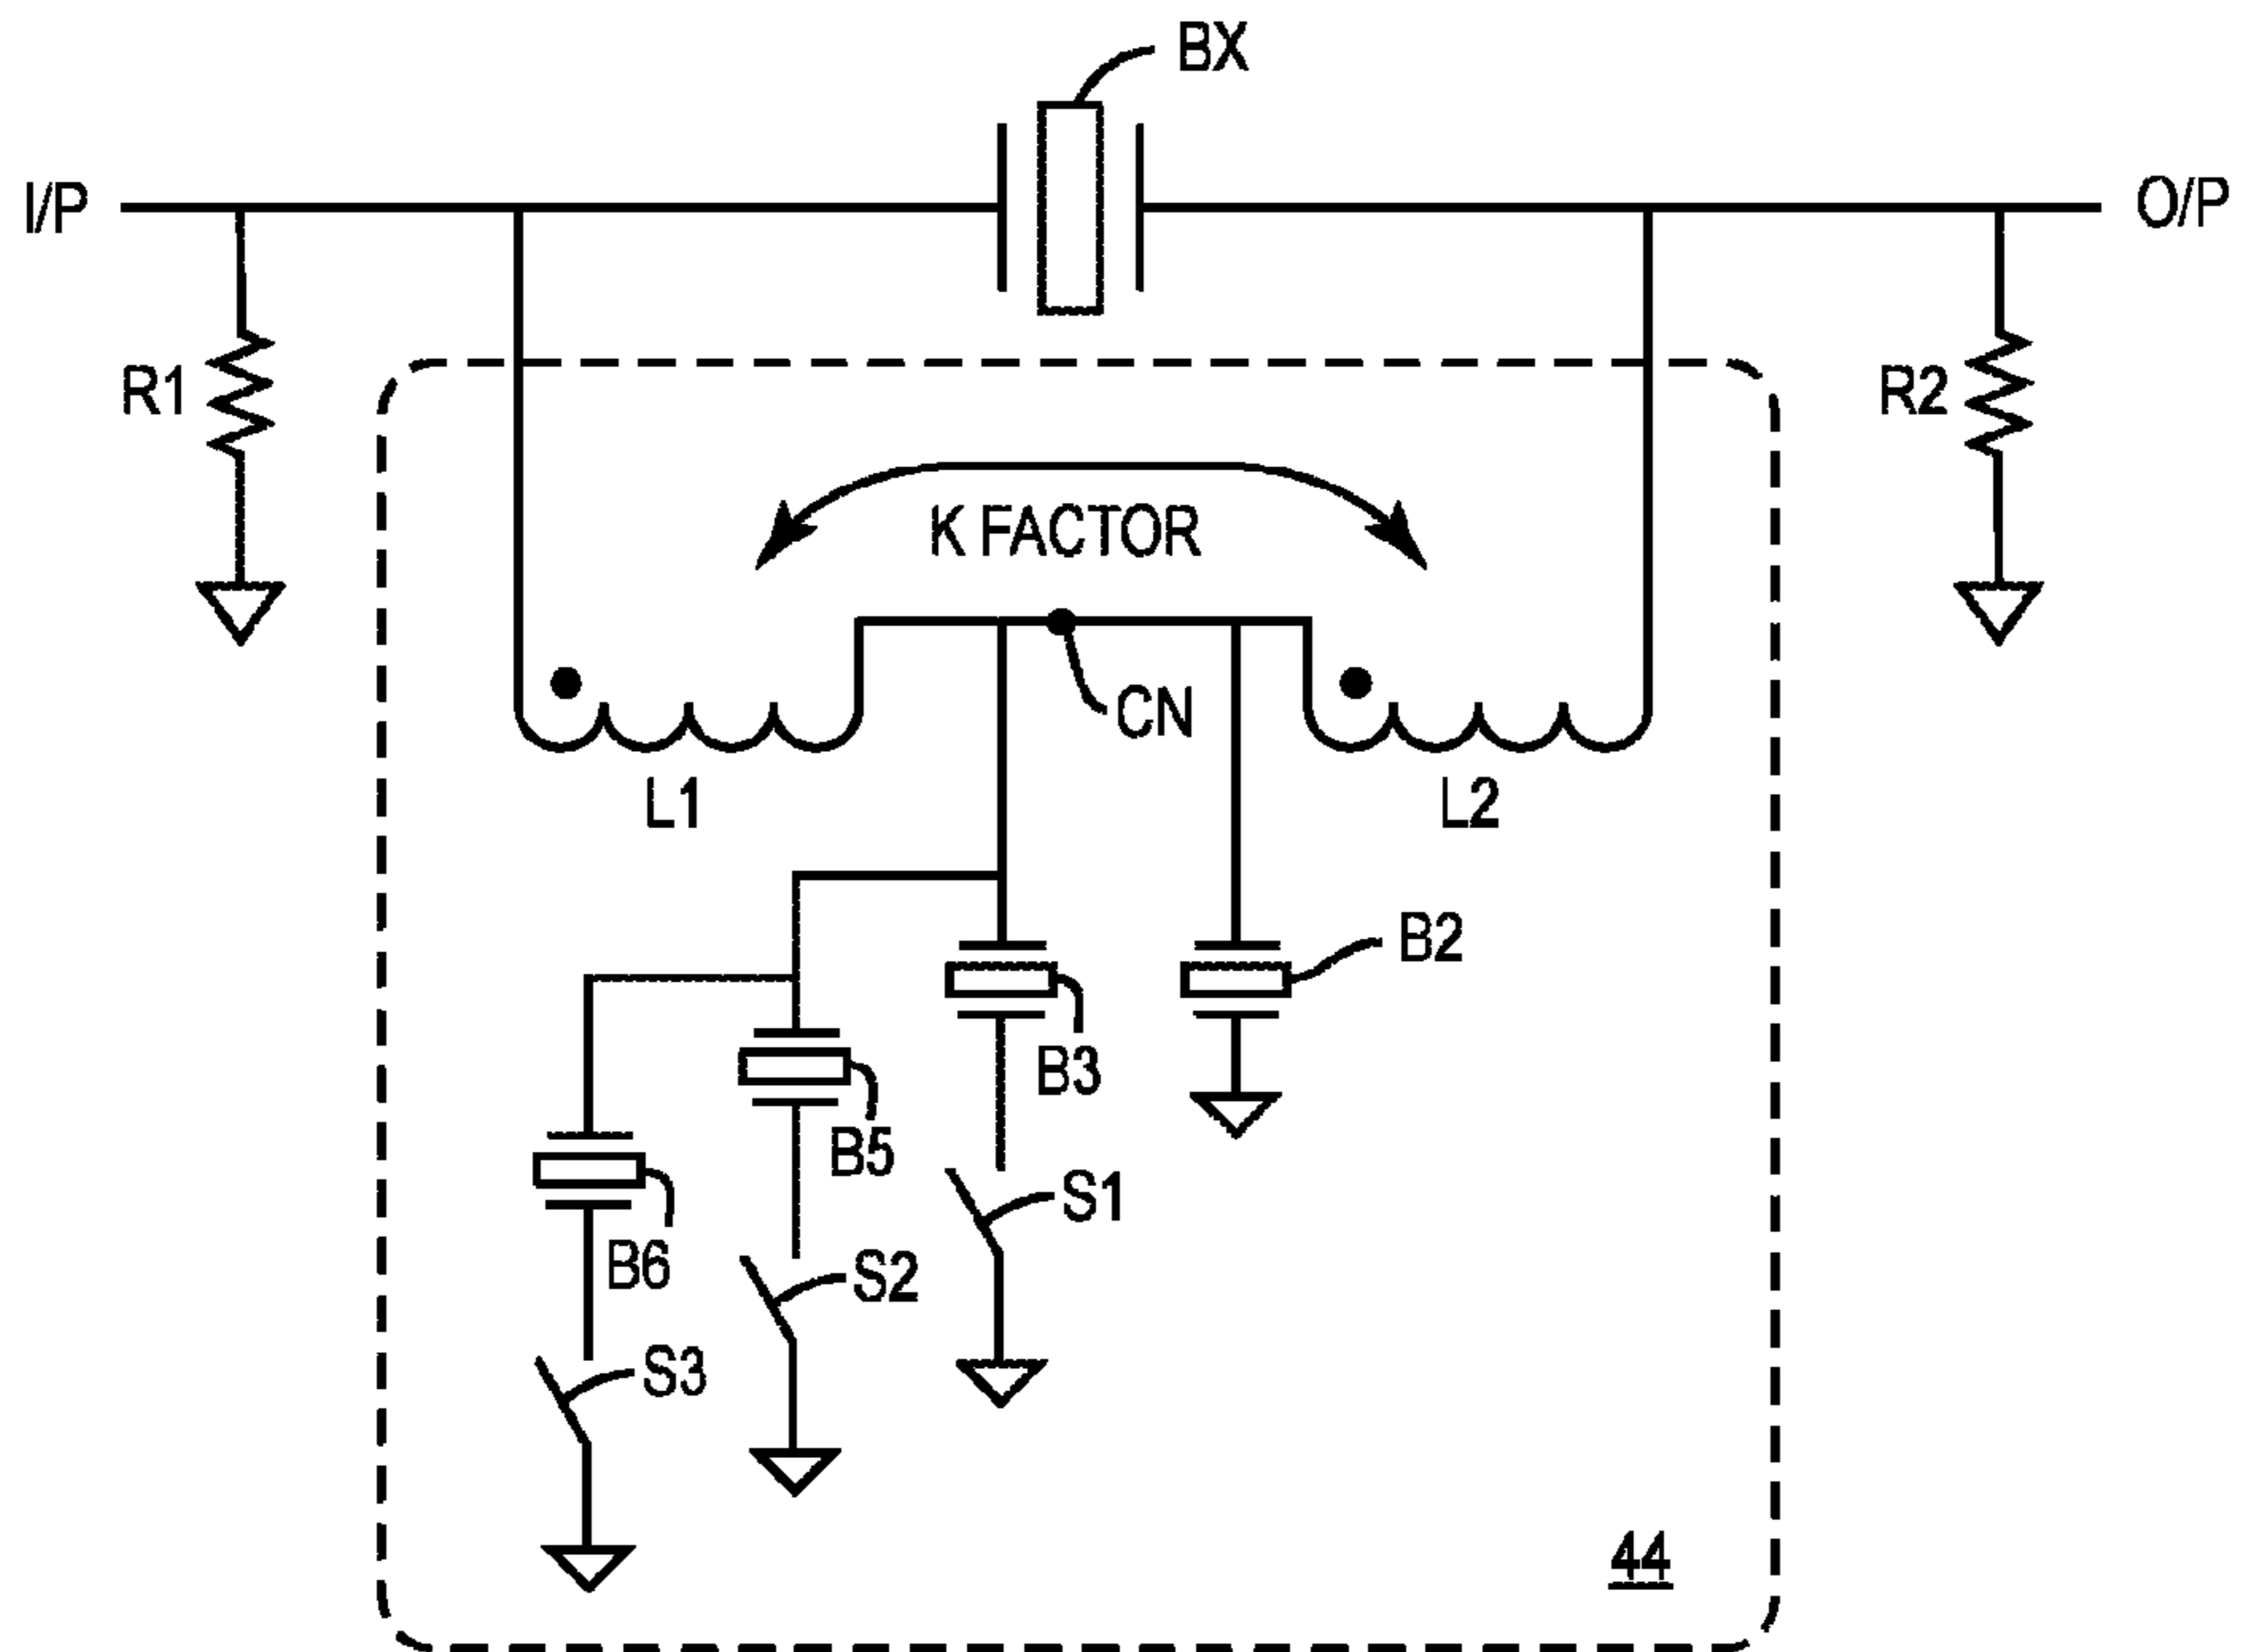 BX
I/P
O/P
R1
R2
K FACTOR
CN
L1
L2
B2
B3
B5
S1
B6
S2
S3
44